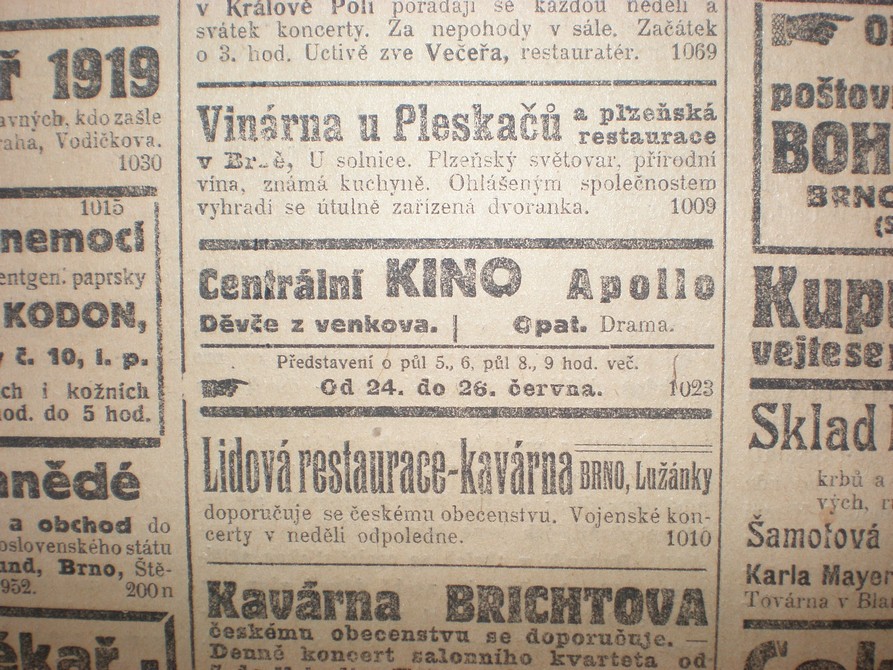 ř 1919
avných, kdo zašle
raha, Vodičkova.
1030
1015
nemocí
entgen. paprsky
KODON,
č. 10, I. p.
ch i kožních
hod. do 5 hod.
anědé
a obchod do
oslovenského státu
und, Brno, Ště-
952. 200n
ékař
v Králově Poli pořádají se každou neděli a
svátek koncerty. Za nepohody v sále. Začátek
o 3. hod. Uctivě zve Večeřa, restauratér. 1069
Vinárna u Pleskačů a plzeňská
restaurace
v Brně, U solnice. Plzeňský světovar, přírodní
vína, známá kuchyně. Ohlášeným společnostem
vyhradí se útulně zařízená dvoranka. 1009
Centrální KINO Apollo
Děvče z venkova. | Opat. Drama.
Představení o půl 5., 6, půl 8., 9 hod. več.
Od 24. do 26. června. 1023
Lidová restaurace-kavárna BRNO, Lužánky
doporučuje se českému obecenstvu. Vojenské kon-
certy v neděli odpoledne. 1010
Kavárna BRICHTOVA
českému obecenstvu se doporučuje. —
Denně koncert salonního kvarteta od
poštov
BOH
BRNO
Kup
vejtese
Sklad
krbů a
vých,
Šamotová
Karla Mayer
Továrna v Blan